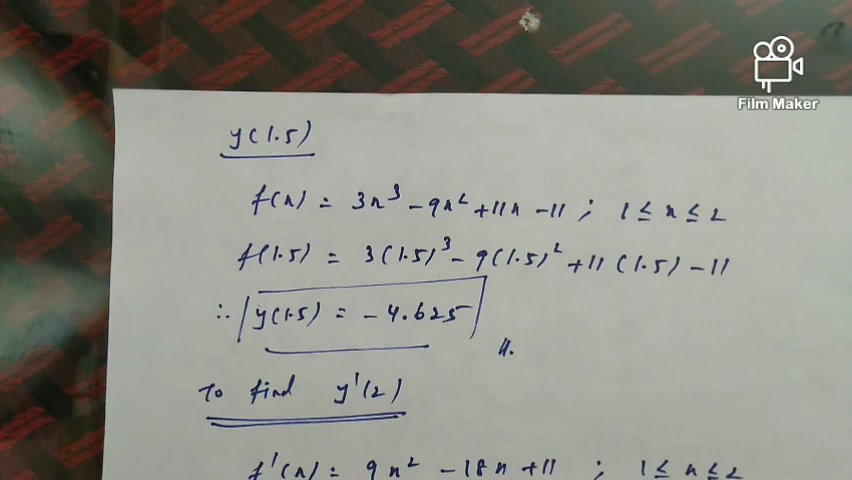 Film Maker
y(1.5)
f(x) = 3x³ - 9x² + 11x - 11 ; 1 ≤ x ≤ 2
f(1.5) = 3(1.5)³ - 9(1.5)² + 11(1.5) - 11
∴ y(1.5) = - 4.625
//.
To find y'(2)
f'(x) = 9x² - 18x + 11 ; 1 ≤ x ≤ 2